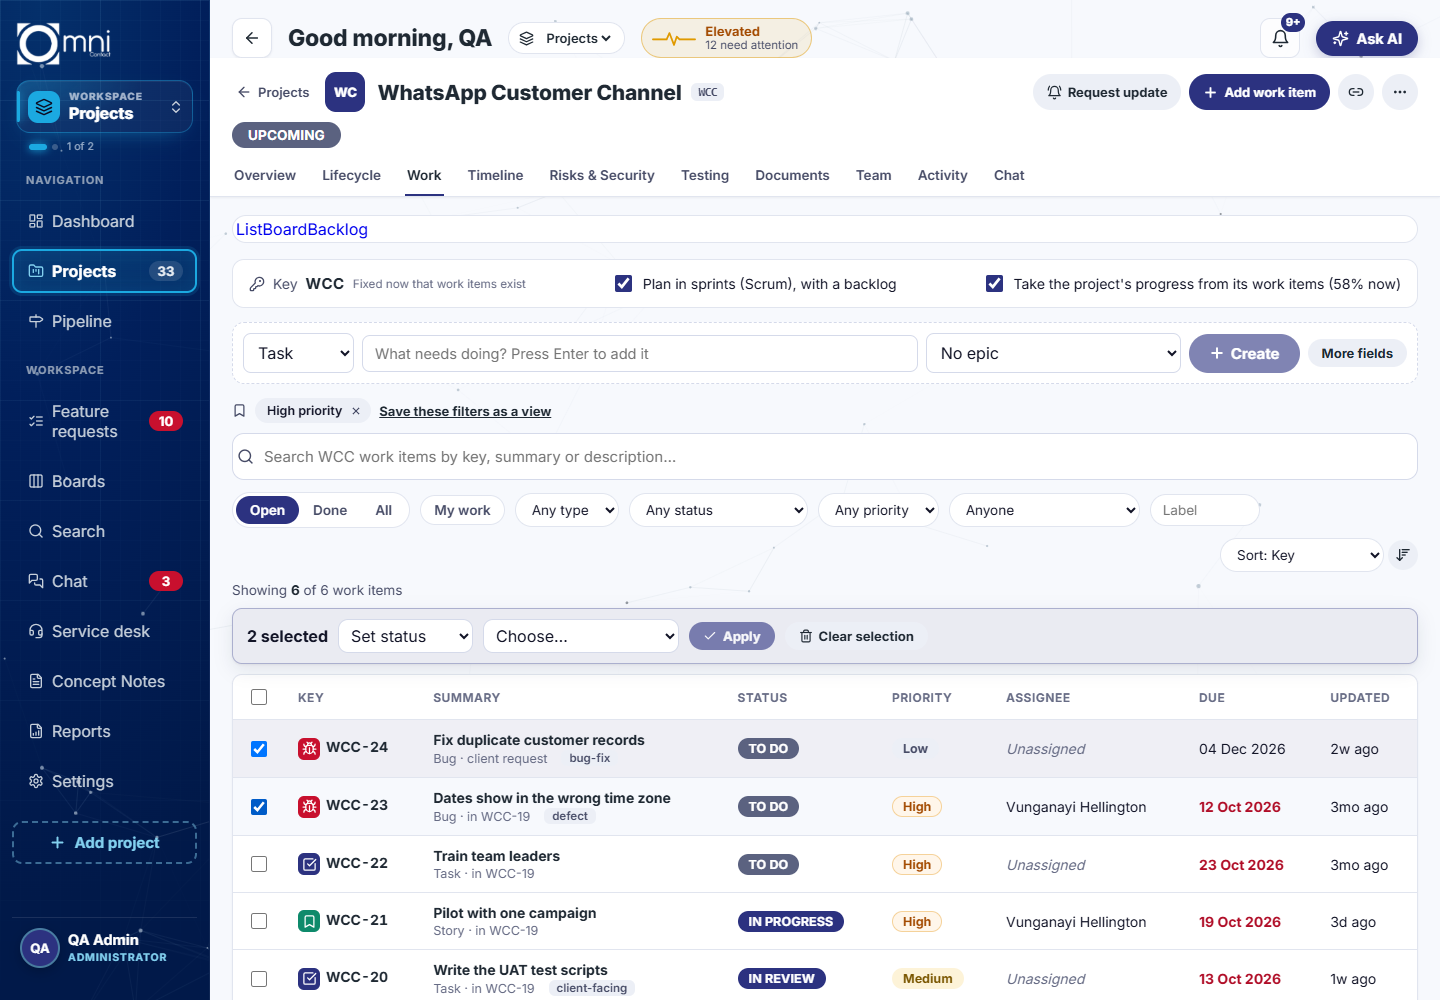 Omni
Contact
WORKSPACE
Projects
1 of 2
NAVIGATION
Dashboard
Projects 33
Pipeline
WORKSPACE
Feature requests 10
Boards
Search
Chat 3
Service desk
Concept Notes
Reports
Settings
+ Add project
QA
QA Admin
ADMINISTRATOR
Good morning, QA
Projects
Elevated
12 need attention
9+
Ask AI
Projects
WC
WhatsApp Customer Channel
WCC
Request update
+ Add work item
UPCOMING
Overview Lifecycle Work Timeline Risks & Security Testing Documents Team Activity Chat
ListBoardBacklog
Key WCC Fixed now that work items exist
Plan in sprints (Scrum), with a backlog
Take the project's progress from its work items (58% now)
Task
What needs doing? Press Enter to add it
No epic
+ Create
More fields
High priority ×
Save these filters as a view
Search WCC work items by key, summary or description...
Open Done All My work Any type Any status Any priority Anyone Label
Sort: Key
Showing 6 of 6 work items
2 selected Set status Choose... Apply Clear selection
KEY SUMMARY STATUS PRIORITY ASSIGNEE DUE UPDATED
WCC-24 Fix duplicate customer records TO DO Low Unassigned 04 Dec 2026 2w ago
Bug · client request bug-fix
WCC-23 Dates show in the wrong time zone TO DO High Vunganayi Hellington 12 Oct 2026 3mo ago
Bug · in WCC-19 defect
WCC-22 Train team leaders TO DO High Unassigned 23 Oct 2026 3mo ago
Task · in WCC-19
WCC-21 Pilot with one campaign IN PROGRESS High Vunganayi Hellington 19 Oct 2026 3d ago
Story · in WCC-19
WCC-20 Write the UAT test scripts IN REVIEW Medium Unassigned 13 Oct 2026 1w ago
Task · in WCC-19 client-facing